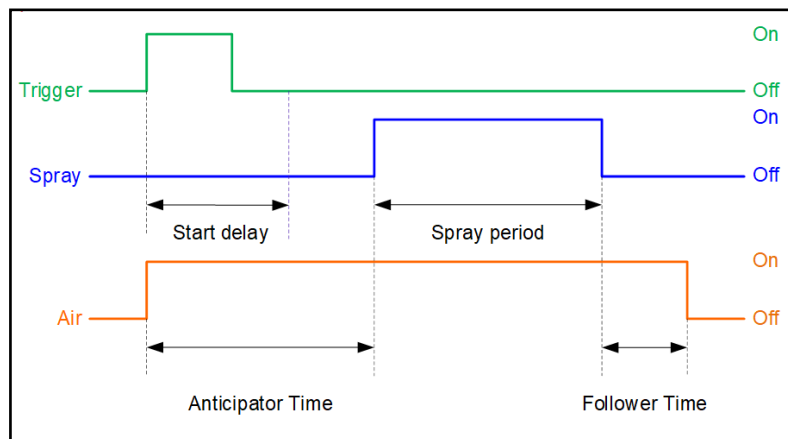 On
Trigger
Off
On
Spray
Off
Start delay
Spray period
On
Air
Off
Anticipator Time
Follower Time